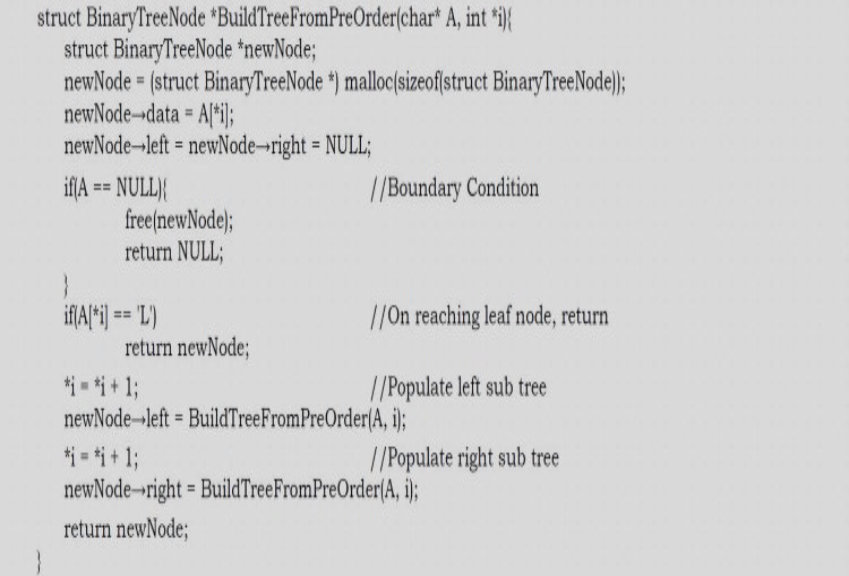 struct BinaryTreeNode *BuildTreeFromPreOrder(char* A, int *i){
struct BinaryTreeNode *newNode;
newNode = (struct BinaryTreeNode *) malloc(sizeof(struct BinaryTreeNode));
newNode→data = A[*i];
newNode→left = newNode→right = NULL;
if(A == NULL){ //Boundary Condition
free(newNode);
return NULL;
}
if(A[*i] == 'L') //On reaching leaf node, return
return newNode;
*i = *i + 1; //Populate left sub tree
newNode→left = BuildTreeFromPreOrder(A, i);
*i = *i + 1; //Populate right sub tree
newNode→right = BuildTreeFromPreOrder(A, i);
return newNode;
}